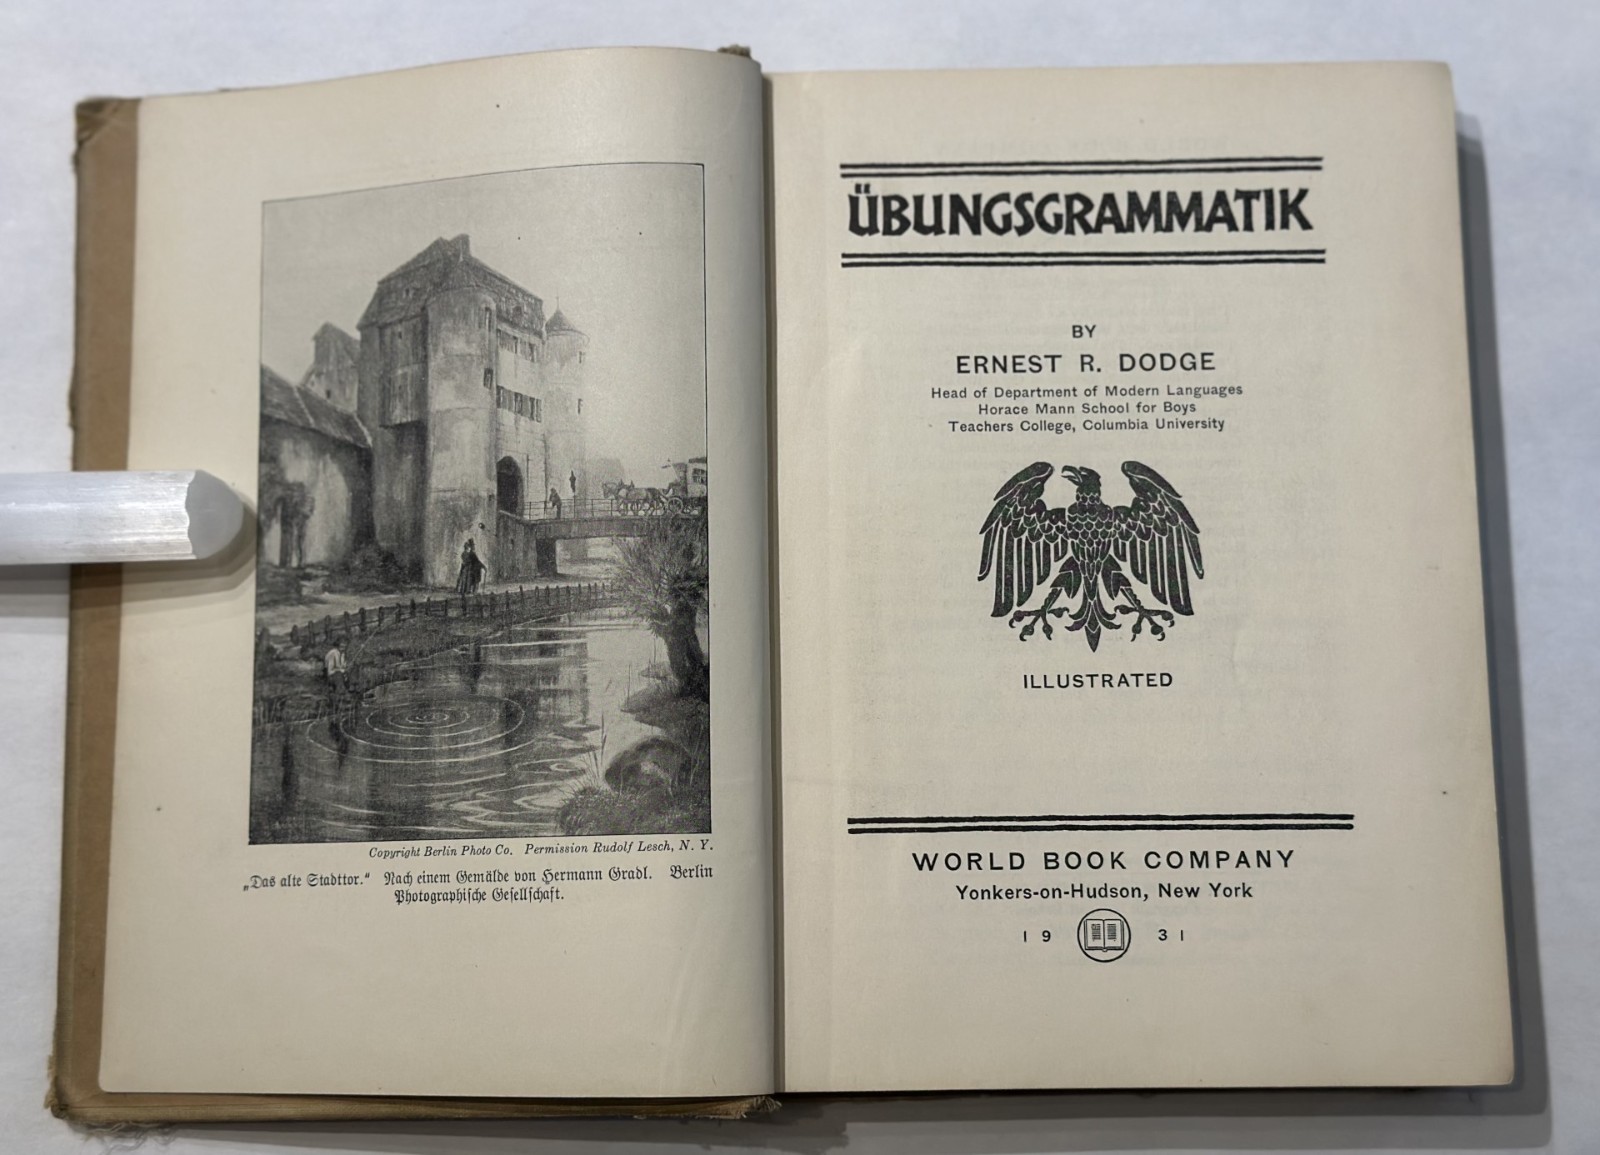 Copyright Berlin Photo Co. Permission Rudolf Lesch, N. Y.
„Das alte Stadttor.“ Nach einem Gemälde von Hermann Gradl. Berlin
Photographische Gesellschaft.
ÜBUNGSGRAMMATIK
BY
ERNEST R. DODGE
Head of Department of Modern Languages
Horace Mann School for Boys
Teachers College, Columbia University
ILLUSTRATED
WORLD BOOK COMPANY
Yonkers-on-Hudson, New York
1931